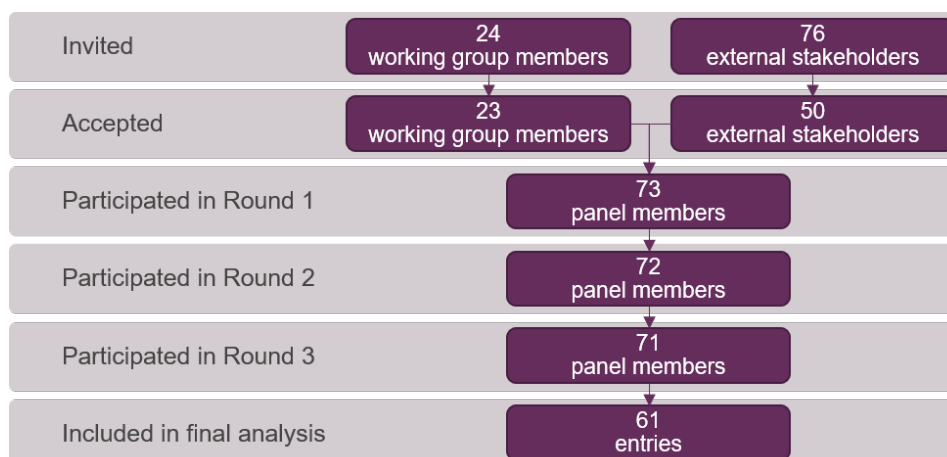 Invited
24
working group members
76
external stakeholders
Accepted
23
working group members
50
external stakeholders
Participated in Round 1
73
panel members
Participated in Round 2
72
panel members
Participated in Round 3
71
panel members
Included in final analysis
61
entries